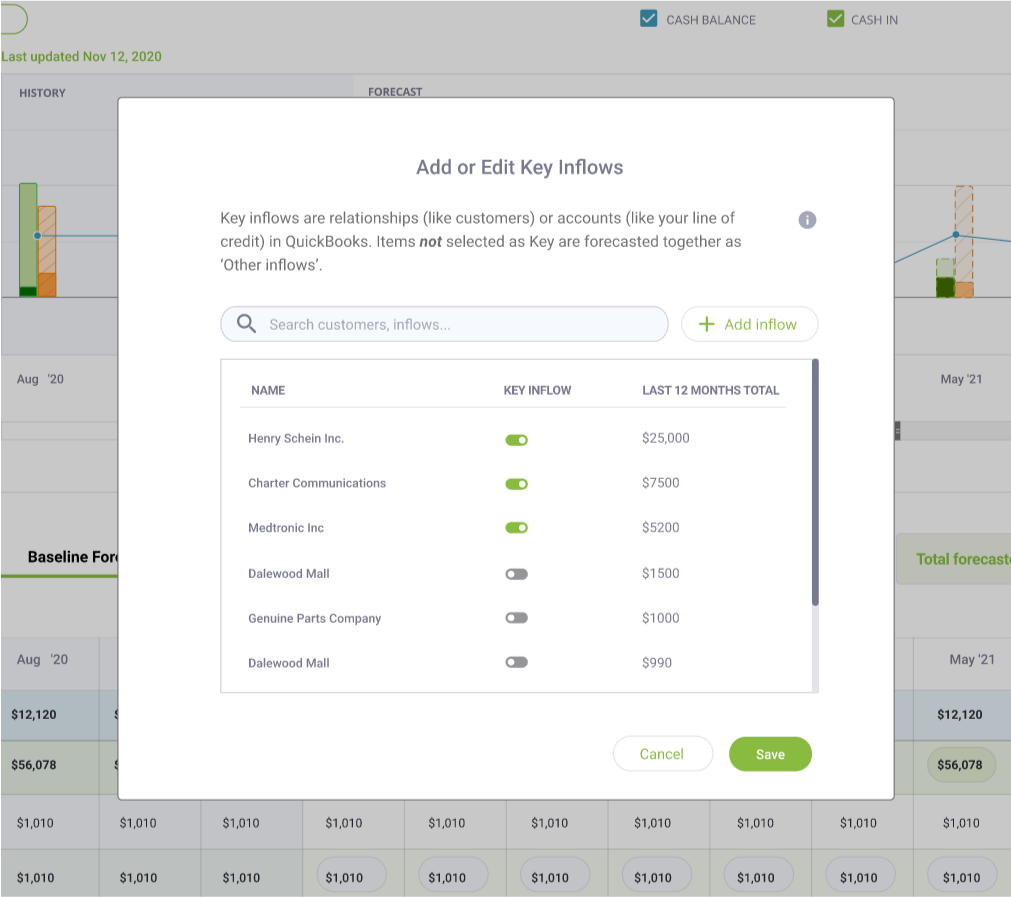 CASH BALANCE
CASH IN
Last updated Nov 12, 2020
HISTORY
FORECAST
Add or Edit Key Inflows
Key inflows are relationships (like customers) or accounts (like your line of
credit) in QuickBooks. Items not selected as Key are forecasted together as
‘Other inflows’.
Search customers, inflows...
Add inflow
NAME KEY INFLOW LAST 12 MONTHS TOTAL
Henry Schein Inc. $25,000
Charter Communications $7500
Medtronic Inc $5200
Dalewood Mall $1500
Genuine Parts Company $1000
Dalewood Mall $990
Cancel
Save
Aug '20
May '21
Baseline
Total
Aug '20 May '21
$12,120 $12,120
$56,078 $56,078
$1,010 $1,010 $1,010 $1,010 $1,010 $1,010 $1,010 $1,010 $1,010 $1,010
$1,010 $1,010 $1,010 $1,010 $1,010 $1,010 $1,010 $1,010 $1,010 $1,010